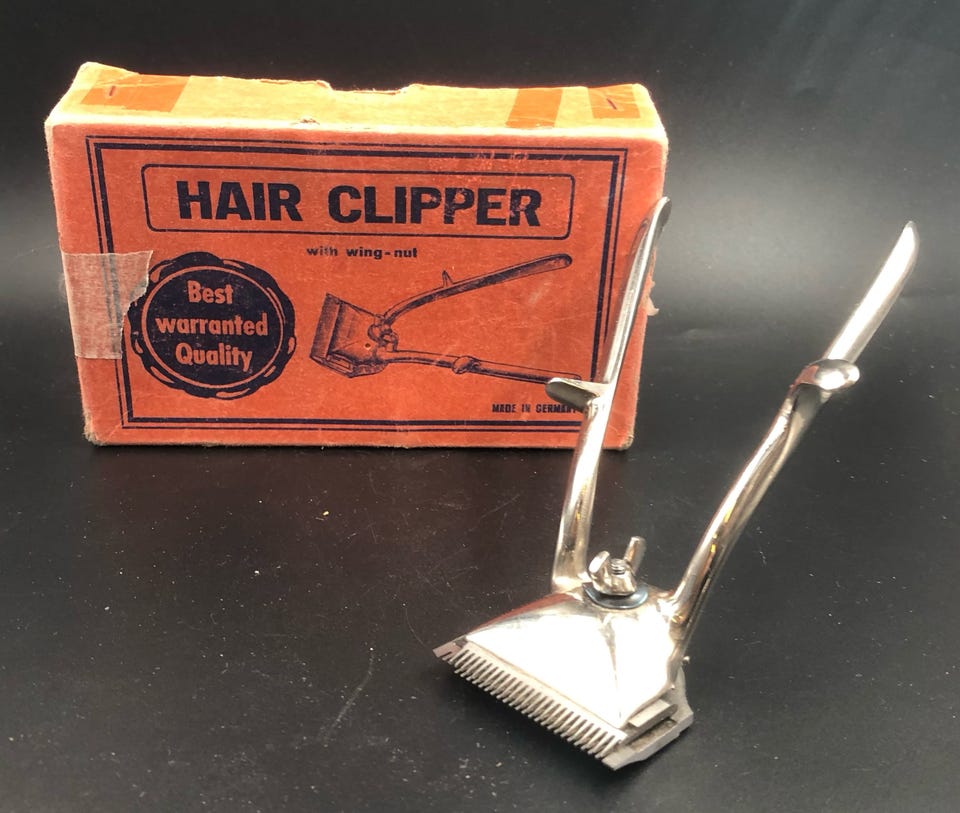 HAIR CLIPPER
with wing-nut
Best
warranted
Quality
MADE IN GERMANY